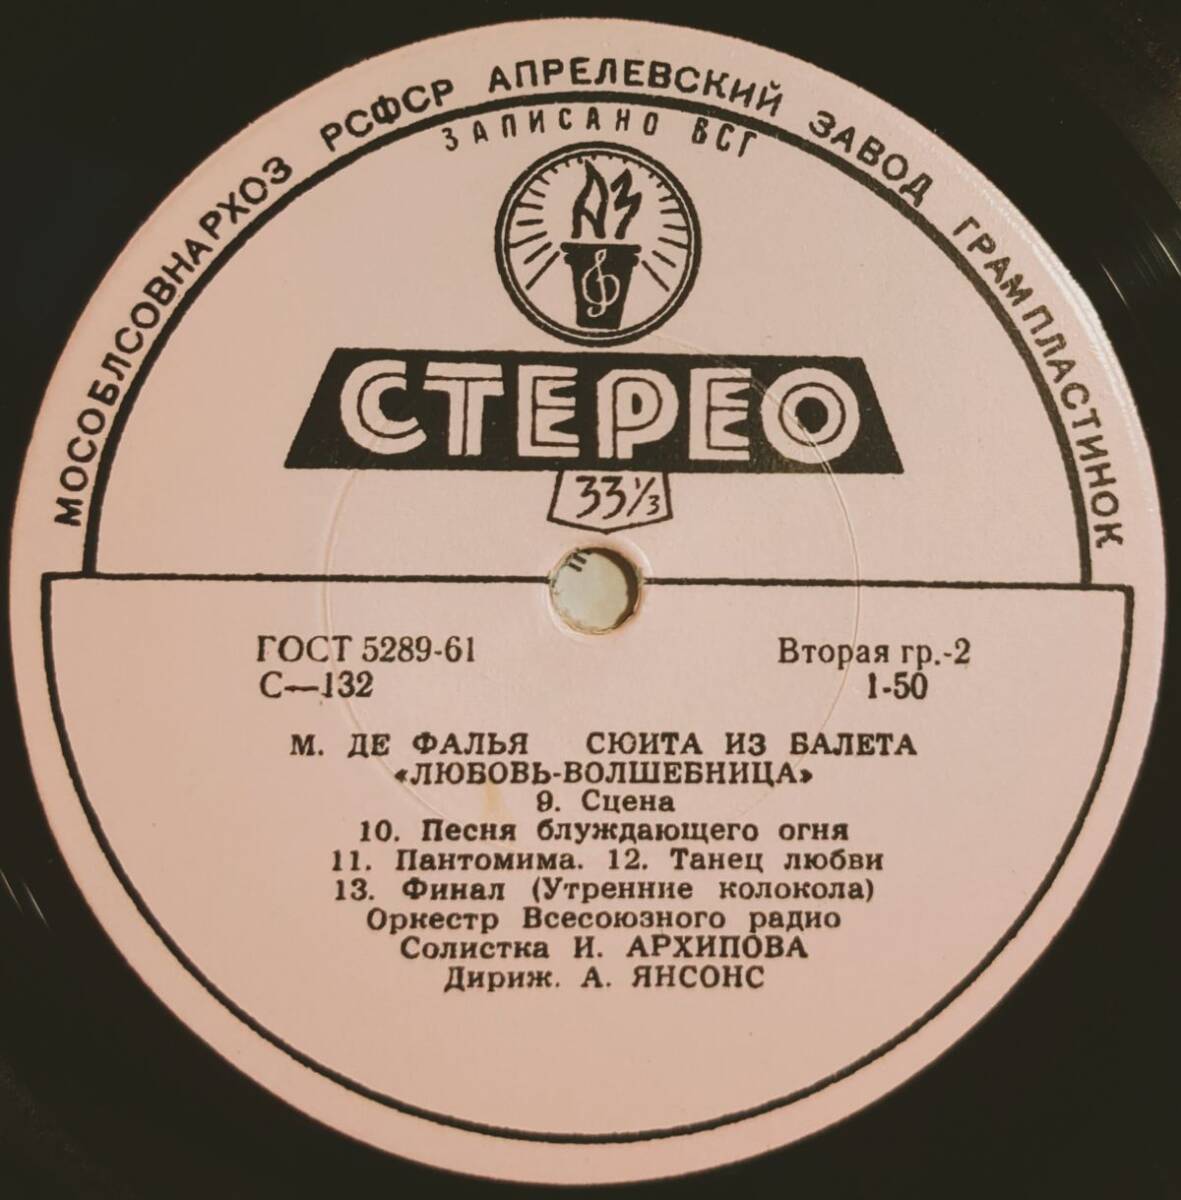 МОСОБЛСОВНАРХОЗ РСФСР АПРЕЛЕВСКИЙ ЗАВОД ГРАМПЛАСТИНОК
ЗАПИСАНО ВСГ
АЗ
СТЕРЕО
33⅓
ГОСТ 5289-61 Вторая гр.-2
С—132 1-50
М. ДЕ ФАЛЬЯ СЮИТА ИЗ БАЛЕТА
«ЛЮБОВЬ-ВОЛШЕБНИЦА»
9. Сцена
10. Песня блуждающего огня
11. Пантомима. 12. Танец любви
13. Финал (Утренние колокола)
Оркестр Всесоюзного радио
Солистка И. АРХИПОВА
Дириж. А. ЯНСОНС